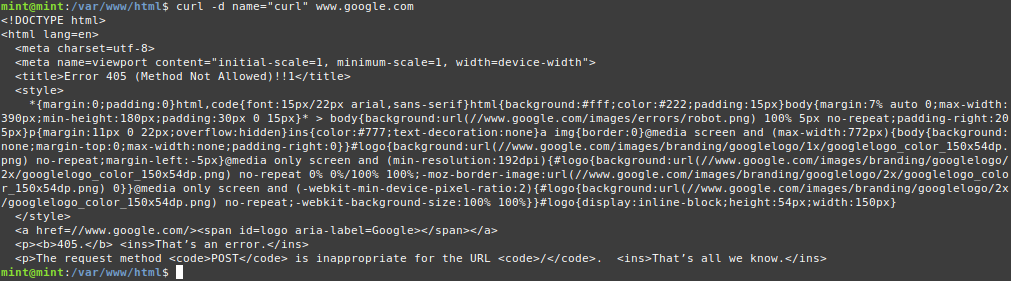 mint@mint:/var/www/html$ curl -d name="curl" www.google.com
<!DOCTYPE html>
<html lang=en>
  <meta charset=utf-8>
  <meta name=viewport content="initial-scale=1, minimum-scale=1, width=device-width">
  <title>Error 405 (Method Not Allowed)!!1</title>
  <style>
    *{margin:0;padding:0}html,code{font:15px/22px arial,sans-serif}html{background:#fff;color:#222;padding:15px}body{margin:7% auto 0;max-width:
390px;min-height:180px;padding:30px 0 15px}* > body{background:url(//www.google.com/images/errors/robot.png) 100% 5px no-repeat;padding-right:20
5px}p{margin:11px 0 22px;overflow:hidden}ins{color:#777;text-decoration:none}a img{border:0}@media screen and (max-width:772px){body{background:
none;margin-top:0;max-width:none;padding-right:0}}#logo{background:url(//www.google.com/images/branding/googlelogo/1x/googlelogo_color_150x54dp.
png) no-repeat;margin-left:-5px}@media only screen and (min-resolution:192dpi){#logo{background:url(//www.google.com/images/branding/googlelogo/
2x/googlelogo_color_150x54dp.png) no-repeat 0% 0%/100% 100%;-moz-border-image:url(//www.google.com/images/branding/googlelogo/2x/googlelogo_colo
r_150x54dp.png) 0}}@media only screen and (-webkit-min-device-pixel-ratio:2){#logo{background:url(//www.google.com/images/branding/googlelogo/2x
/googlelogo_color_150x54dp.png) no-repeat;-webkit-background-size:100% 100%}}#logo{display:inline-block;height:54px;width:150px}
  </style>
  <a href=//www.google.com/><span id=logo aria-label=Google></span></a>
  <p><b>405.</b> <ins>That’s an error.</ins>
  <p>The request method <code>POST</code> is inappropriate for the URL <code>/</code>.  <ins>That’s all we know.</ins>
mint@mint:/var/www/html$